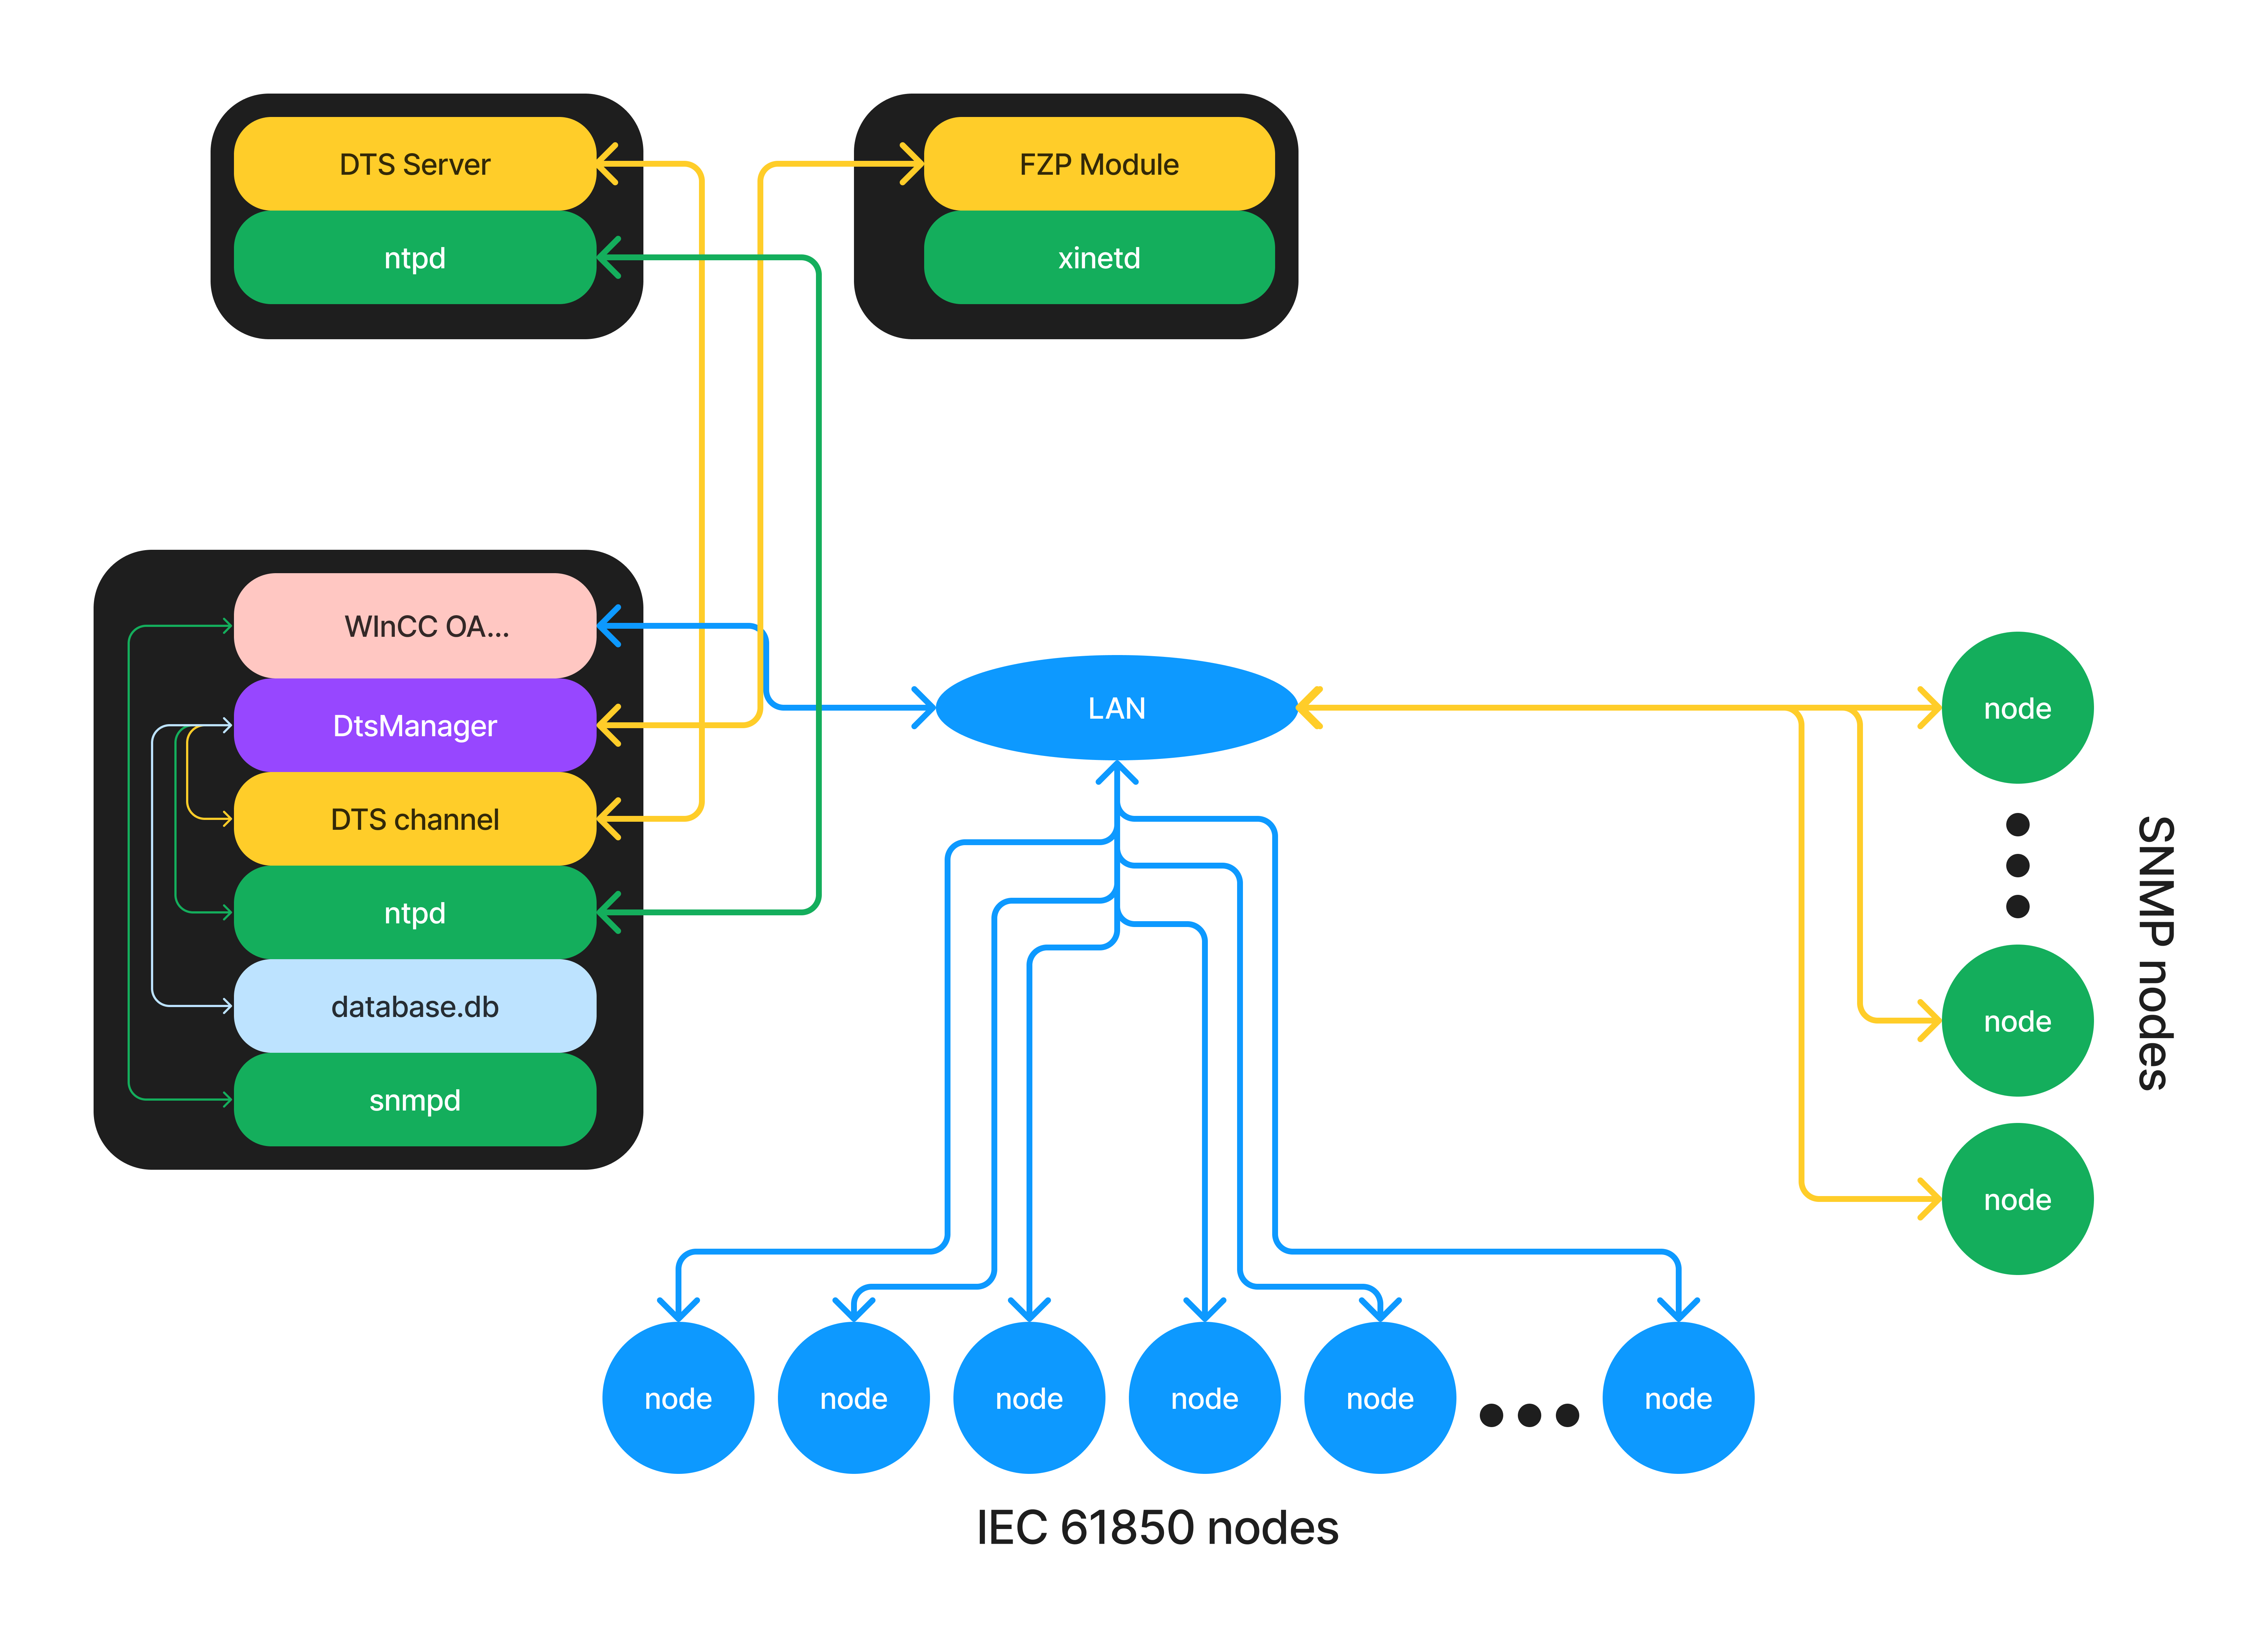 DTS Server
ntpd
FZP Module
xinetd
WInCC OA...
DtsManager
DTS channel
ntpd
database.db
snmpd
LAN
node
node
node
SNMP nodes
node
node
node
node
node
node
IEC 61850 nodes